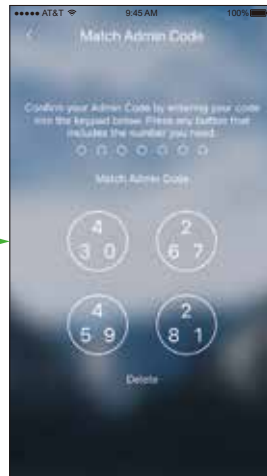 AT&T 9:45 AM 100%
Match Admin Code
Confirm your Admin Code by entering your code
into the keypad below. Press any button that
includes the number you need.
Match Admin Code
4 2
3 0 6 7
4 2
5 9 8 1
Delete